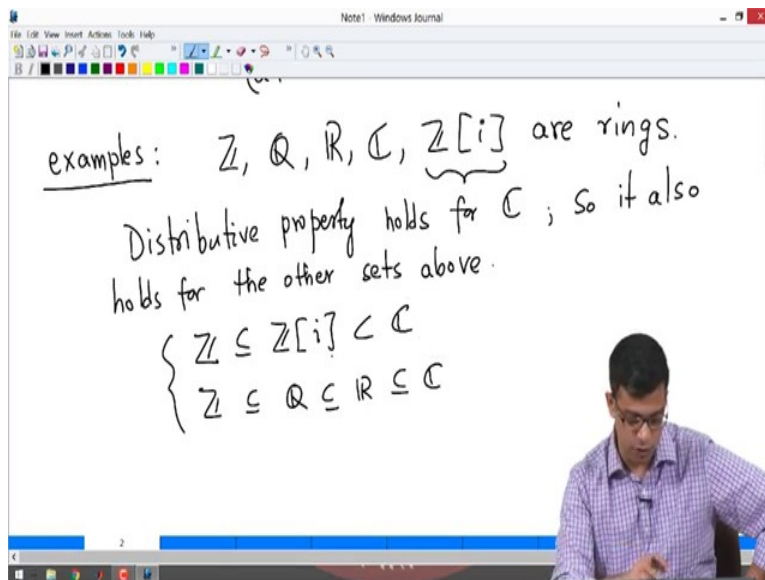 Note1 - Windows Journal
File Edit View Insert Actions Tools Help
B I
examples: ℤ, ℚ, ℝ, ℂ, ℤ[i] are rings.
Distributive property holds for ℂ ; so it also
holds for the other sets above.
ℤ ⊆ ℤ[i] ⊂ ℂ
ℤ ⊆ ℚ ⊆ ℝ ⊆ ℂ
2